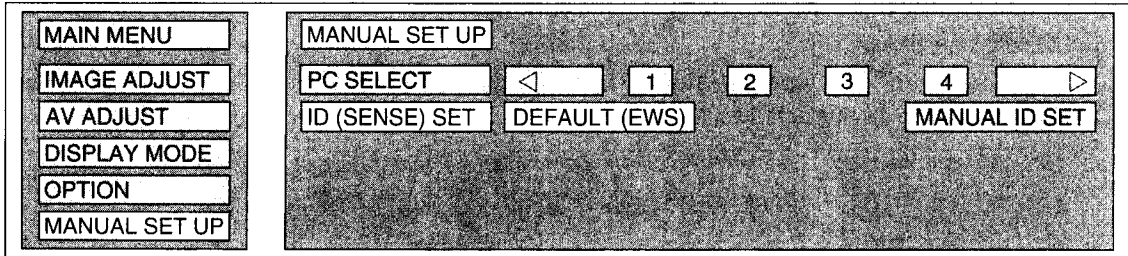 MAIN MENU
IMAGE ADJUST
AV ADJUST
DISPLAY MODE
OPTION
MANUAL SET UP
MANUAL SET UP
PC SELECT ◁ 1 2 3 4 ▷
ID (SENSE) SET DEFAULT (EWS) MANUAL ID SET